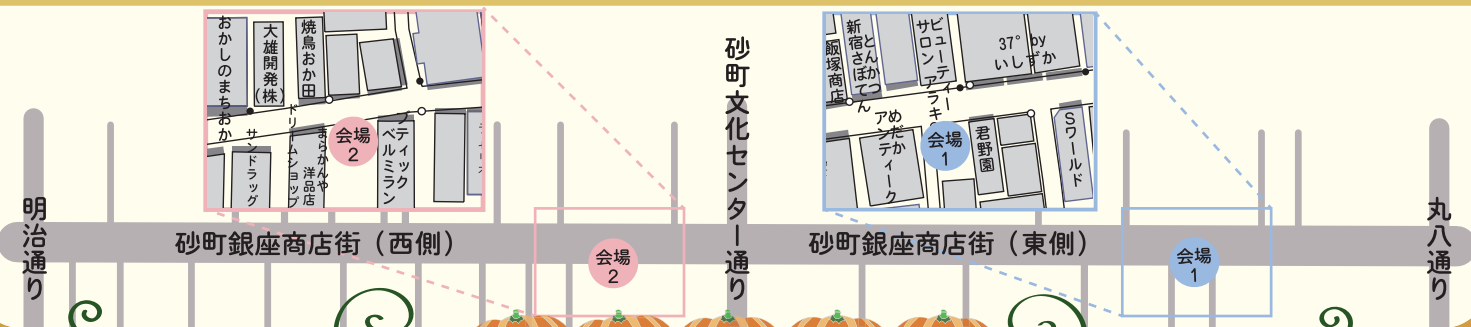 おかしのまちおか
大雄開発(株)
焼鳥おか田
サンドラッグ
ドリームショップ
まらかんや
洋品店
会場
2
ティック
ベルミラン
飯塚商店
新宿さぼてん
とんかつ
サロン
ビューティー
アラキ
37° by
いしずか
めだか
アンティーク
会場
1
君野園
Sワールド
明治通り
砂町銀座商店街（西側）
会場
2
砂町文化センター通り
砂町銀座商店街（東側）
会場
1
丸八通り